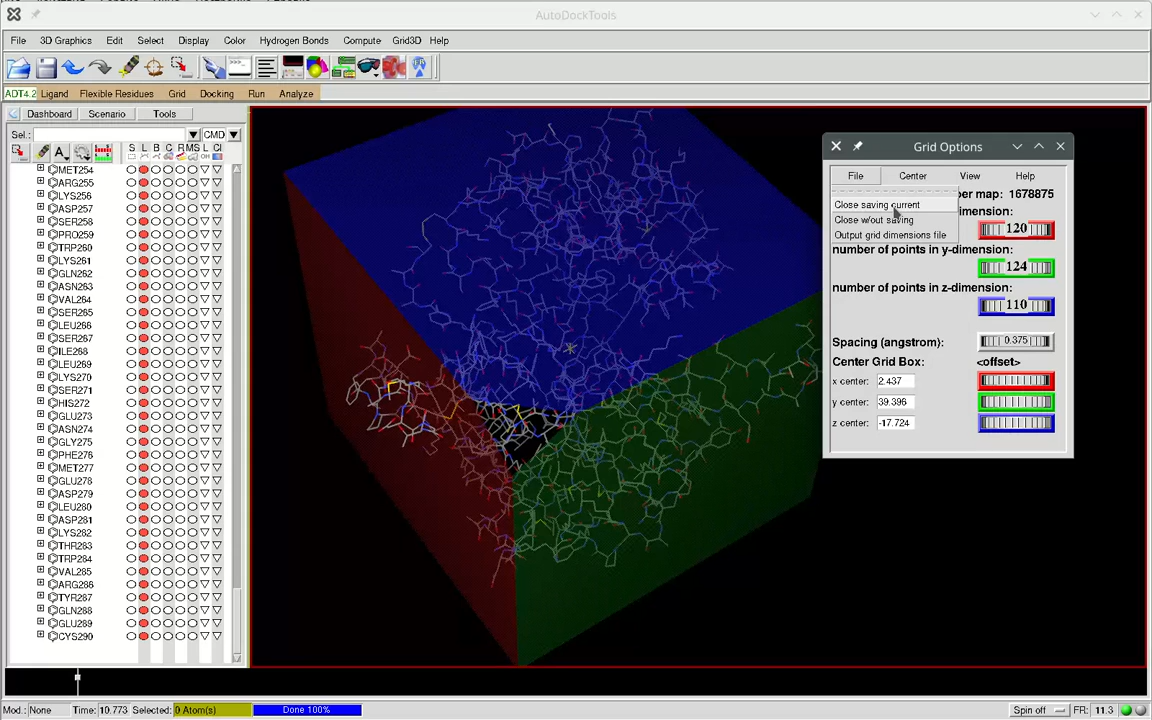 AutoDockTools
File 3D Graphics Edit Select Display Color Hydrogen Bonds Compute Grid3D Help
ADT4.2 Ligand Flexible Residues Grid Docking Run Analyze
Dashboard Scenario Tools
Sel.: CMD
S L B C R MS L Cl
MET254
ARG255
LYS256
ASP257
SER258
PRO259
TRP260
LYS261
GLN262
ASN263
VAL264
SER265
LEU266
SER267
ILE268
LEU269
LYS270
SER271
HIS272
GLU273
ASN274
GLY275
PHE276
MET277
GLU278
ASP279
LEU280
ASP281
LYS282
THR283
TRP284
VAL285
ARG286
TYR287
GLN288
GLU289
CYS290
Grid Options
File Center View Help
per map: 1678875
Close saving current
imension:
120
Close w/out saving
Output grid dimensions file
number of points in y-dimension:
124
number of points in z-dimension:
110
Spacing (angstrom): 0.375
Center Grid Box: <offset>
x center: 2.437
y center: 39.396
z center: -17.724
Mod.: None Time: 10.773 Selected: 0 Atom(s) Done 100% Spin off FR: 11.3